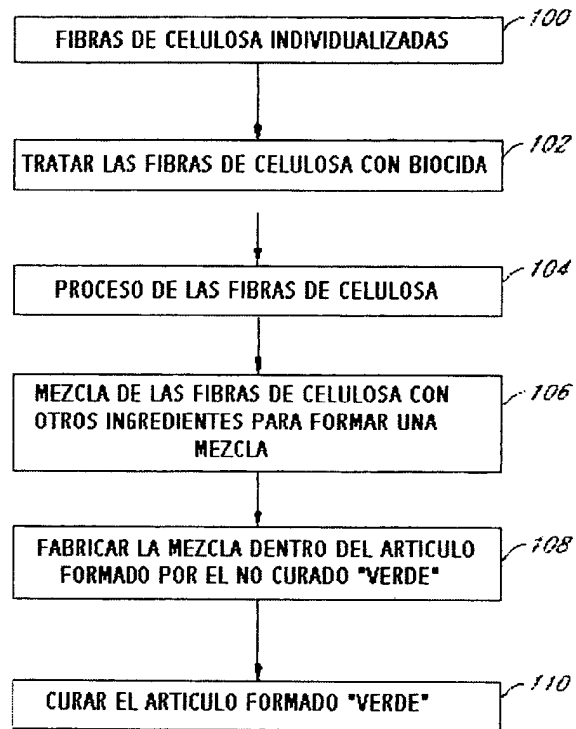 FIBRAS DE CELULOSA INDIVIDUALIZADAS
100
TRATAR LAS FIBRAS DE CELULOSA CON BIOCIDA
102
PROCESO DE LAS FIBRAS DE CELULOSA
104
MEZCLA DE LAS FIBRAS DE CELULOSA CON
OTROS INGREDIENTES PARA FORMAR UNA
MEZCLA
106
FABRICAR LA MEZCLA DENTRO DEL ARTICULO
FORMADO POR EL NO CURADO "VERDE"
108
CURAR EL ARTICULO FORMADO "VERDE"
110